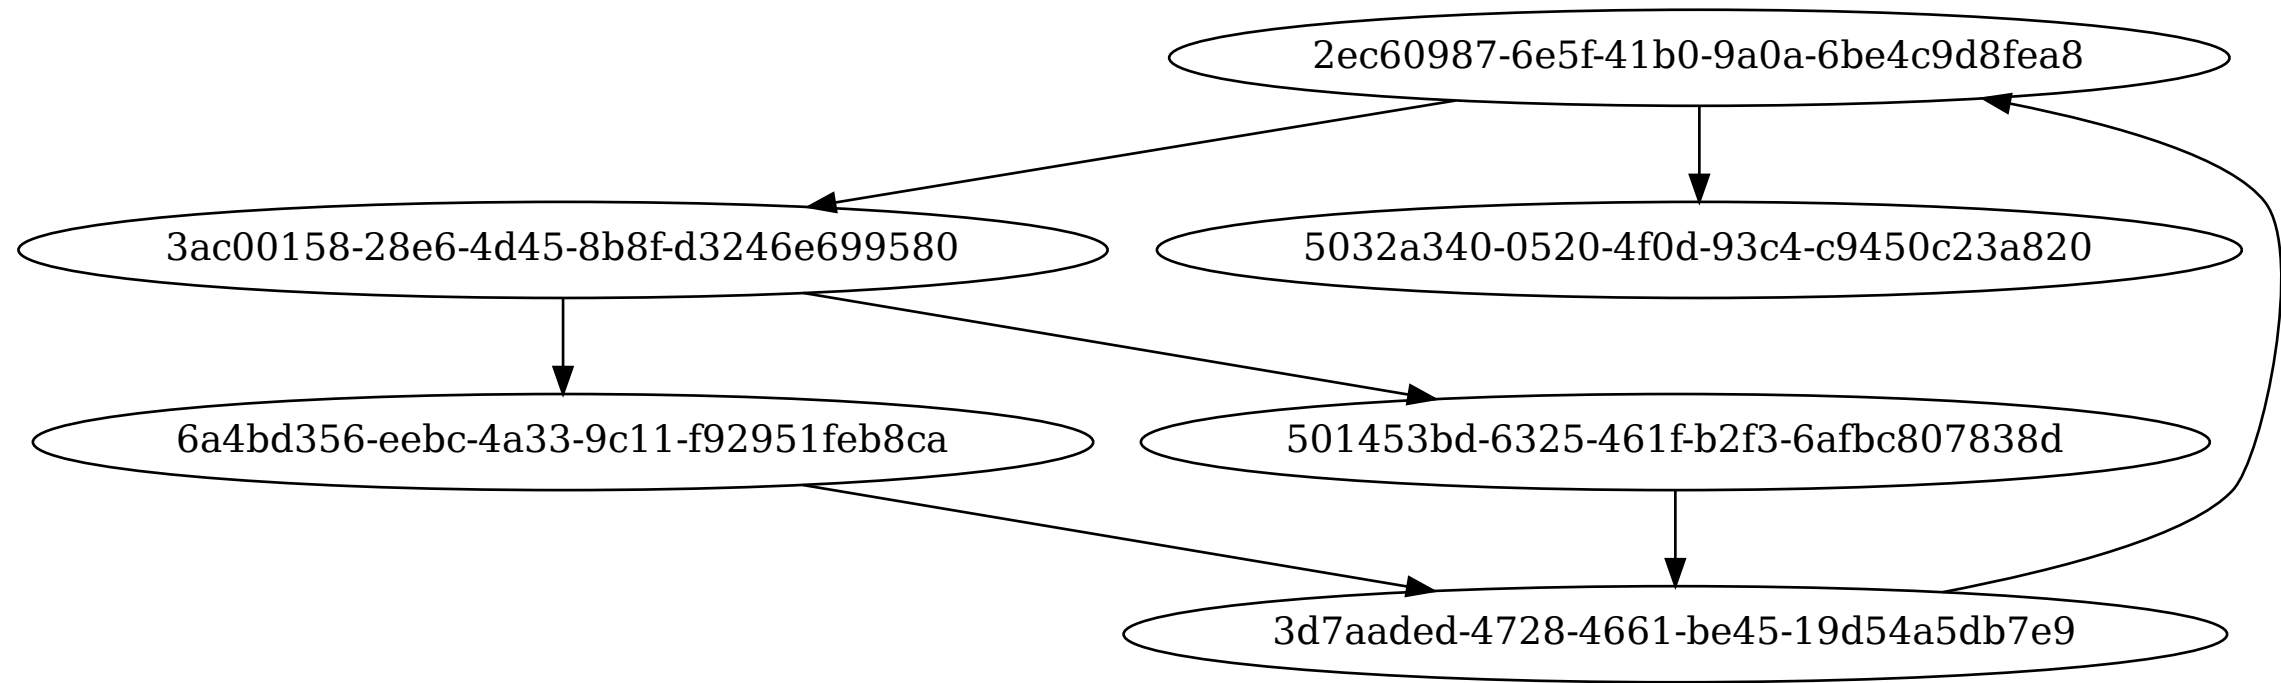 2ec60987-6e5f-41b0-9a0a-6be4c9d8fea8
3ac00158-28e6-4d45-8b8f-d3246e699580
5032a340-0520-4f0d-93c4-c9450c23a820
6a4bd356-eebc-4a33-9c11-f92951feb8ca
501453bd-6325-461f-b2f3-6afbc807838d
3d7aaded-4728-4661-be45-19d54a5db7e9